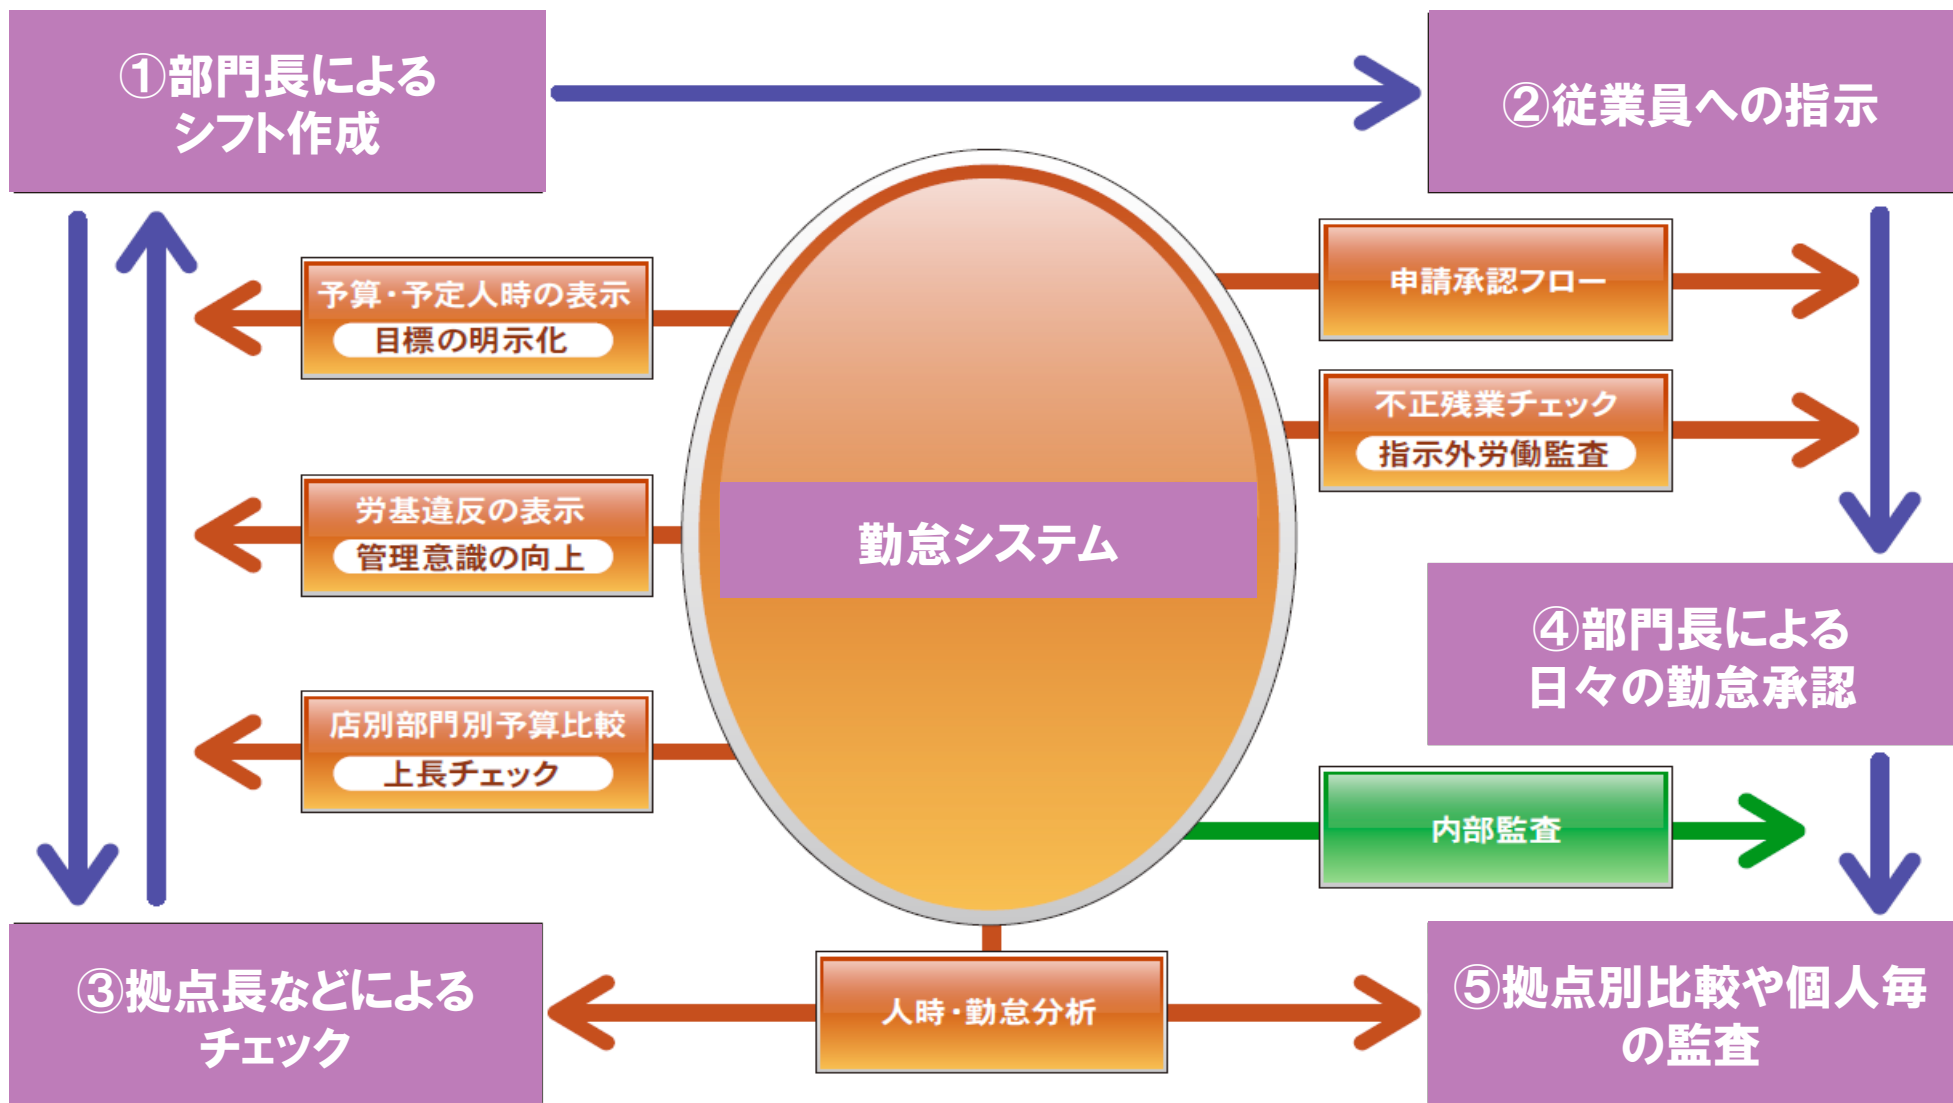 ①部門長による
シフト作成
②従業員への指示
予算・予定人時の表示
目標の明示化
申請承認フロー
不正残業チェック
指示外労働監査
労基違反の表示
管理意識の向上
勤怠システム
④部門長による
日々の勤怠承認
店別部門別予算比較
上長チェック
内部監査
③拠点長などによる
チェック
人時・勤怠分析
⑤拠点別比較や個人毎
の監査